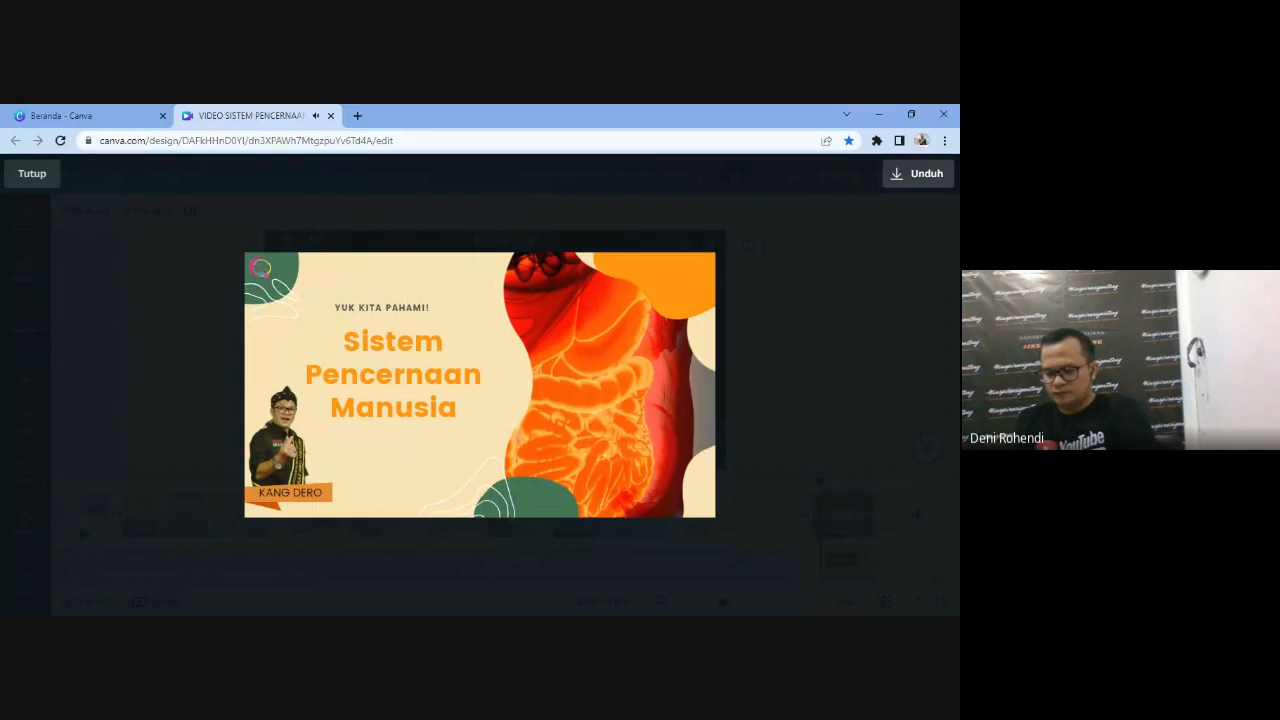 Beranda - Canva
VIDEO SISTEM PENCERNAA
canva.com/design/DAFkHHnD0YI/dn3XPAWh7MtgzpuYv6Td4A/edit
Tutup
Unduh
YUK KITA PAHAMI!
Sistem
Pencernaan
Manusia
KANG DERO
Deni Rohendi
YouTube